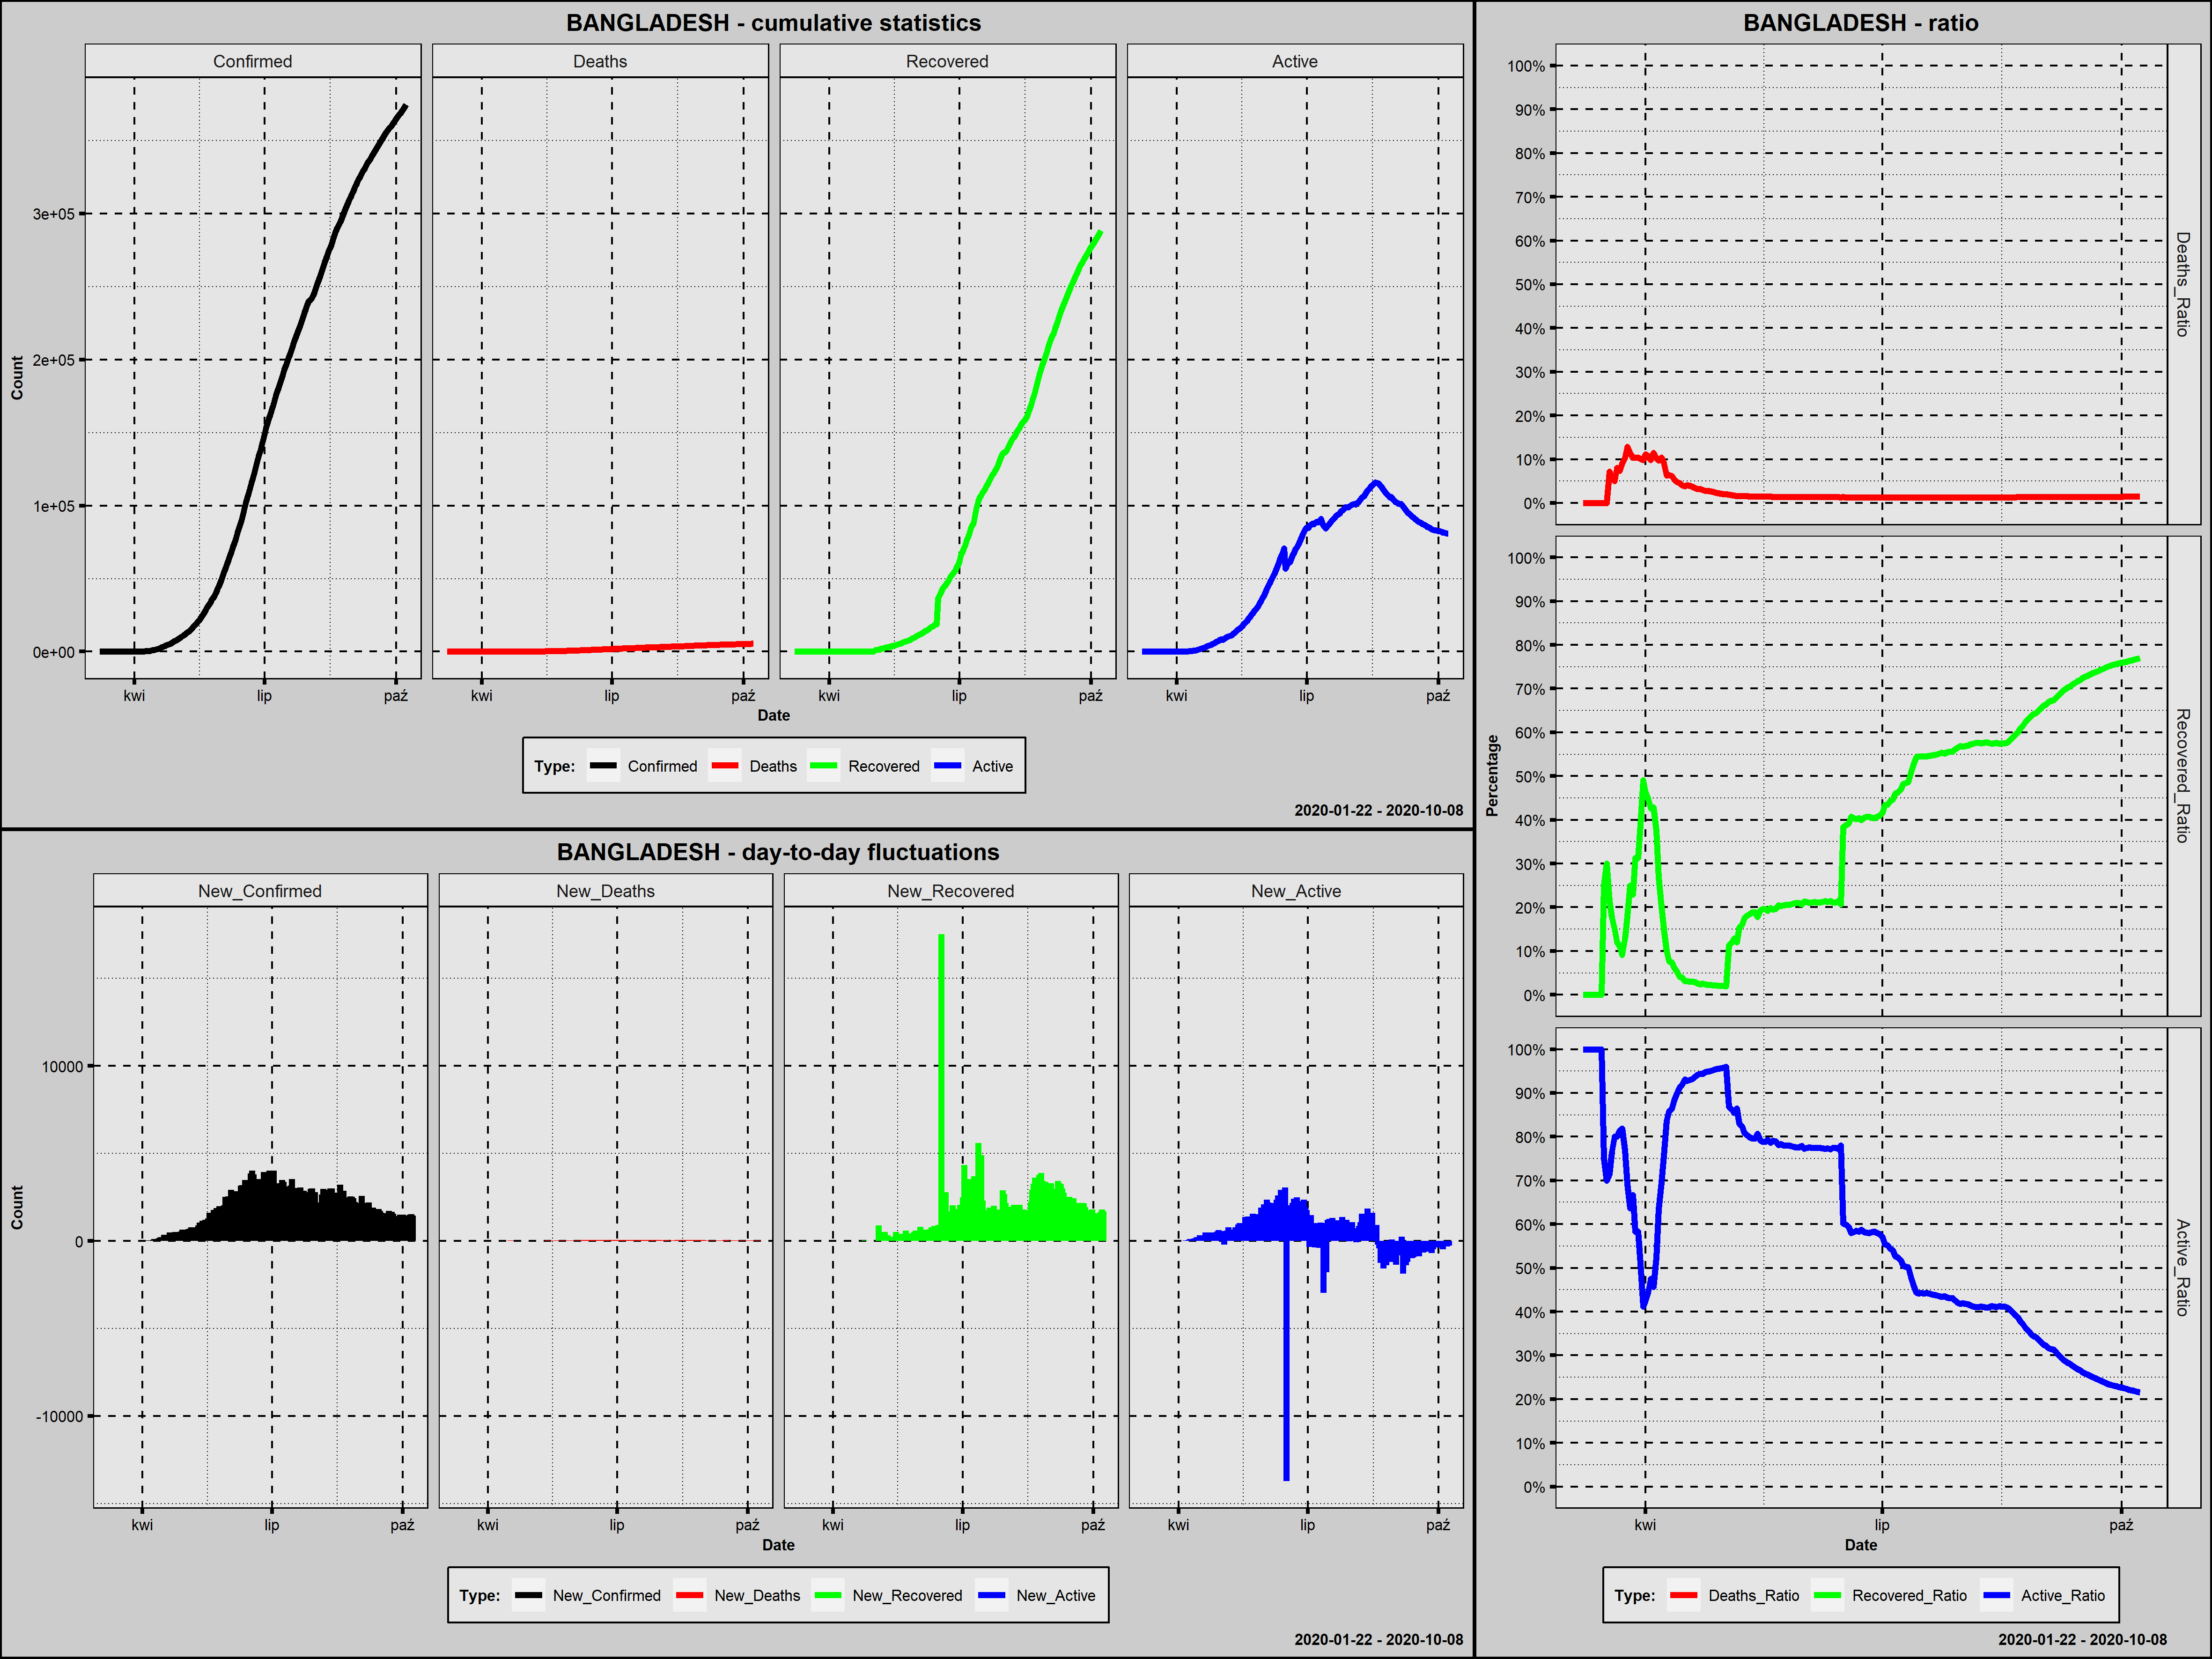 BANGLADESH - cumulative statistics
Confirmed Deaths Recovered Active
Count
3e+05
2e+05
1e+05
0e+00
kwi lip paź kwi lip paź kwi lip paź kwi lip paź
Date
Type: Confirmed Deaths Recovered Active
2020-01-22 - 2020-10-08
BANGLADESH - day-to-day fluctuations
New_Confirmed New_Deaths New_Recovered New_Active
Count
10000
0
-10000
kwi lip paź kwi lip paź kwi lip paź kwi lip paź
Date
Type: New_Confirmed New_Deaths New_Recovered New_Active
2020-01-22 - 2020-10-08
BANGLADESH - ratio
Percentage
100%
90%
80%
70%
60%
50%
40%
30%
20%
10%
0%
Deaths_Ratio
100%
90%
80%
70%
60%
50%
40%
30%
20%
10%
0%
Recovered_Ratio
100%
90%
80%
70%
60%
50%
40%
30%
20%
10%
0%
Active_Ratio
kwi lip paź
Date
Type: Deaths_Ratio Recovered_Ratio Active_Ratio
2020-01-22 - 2020-10-08